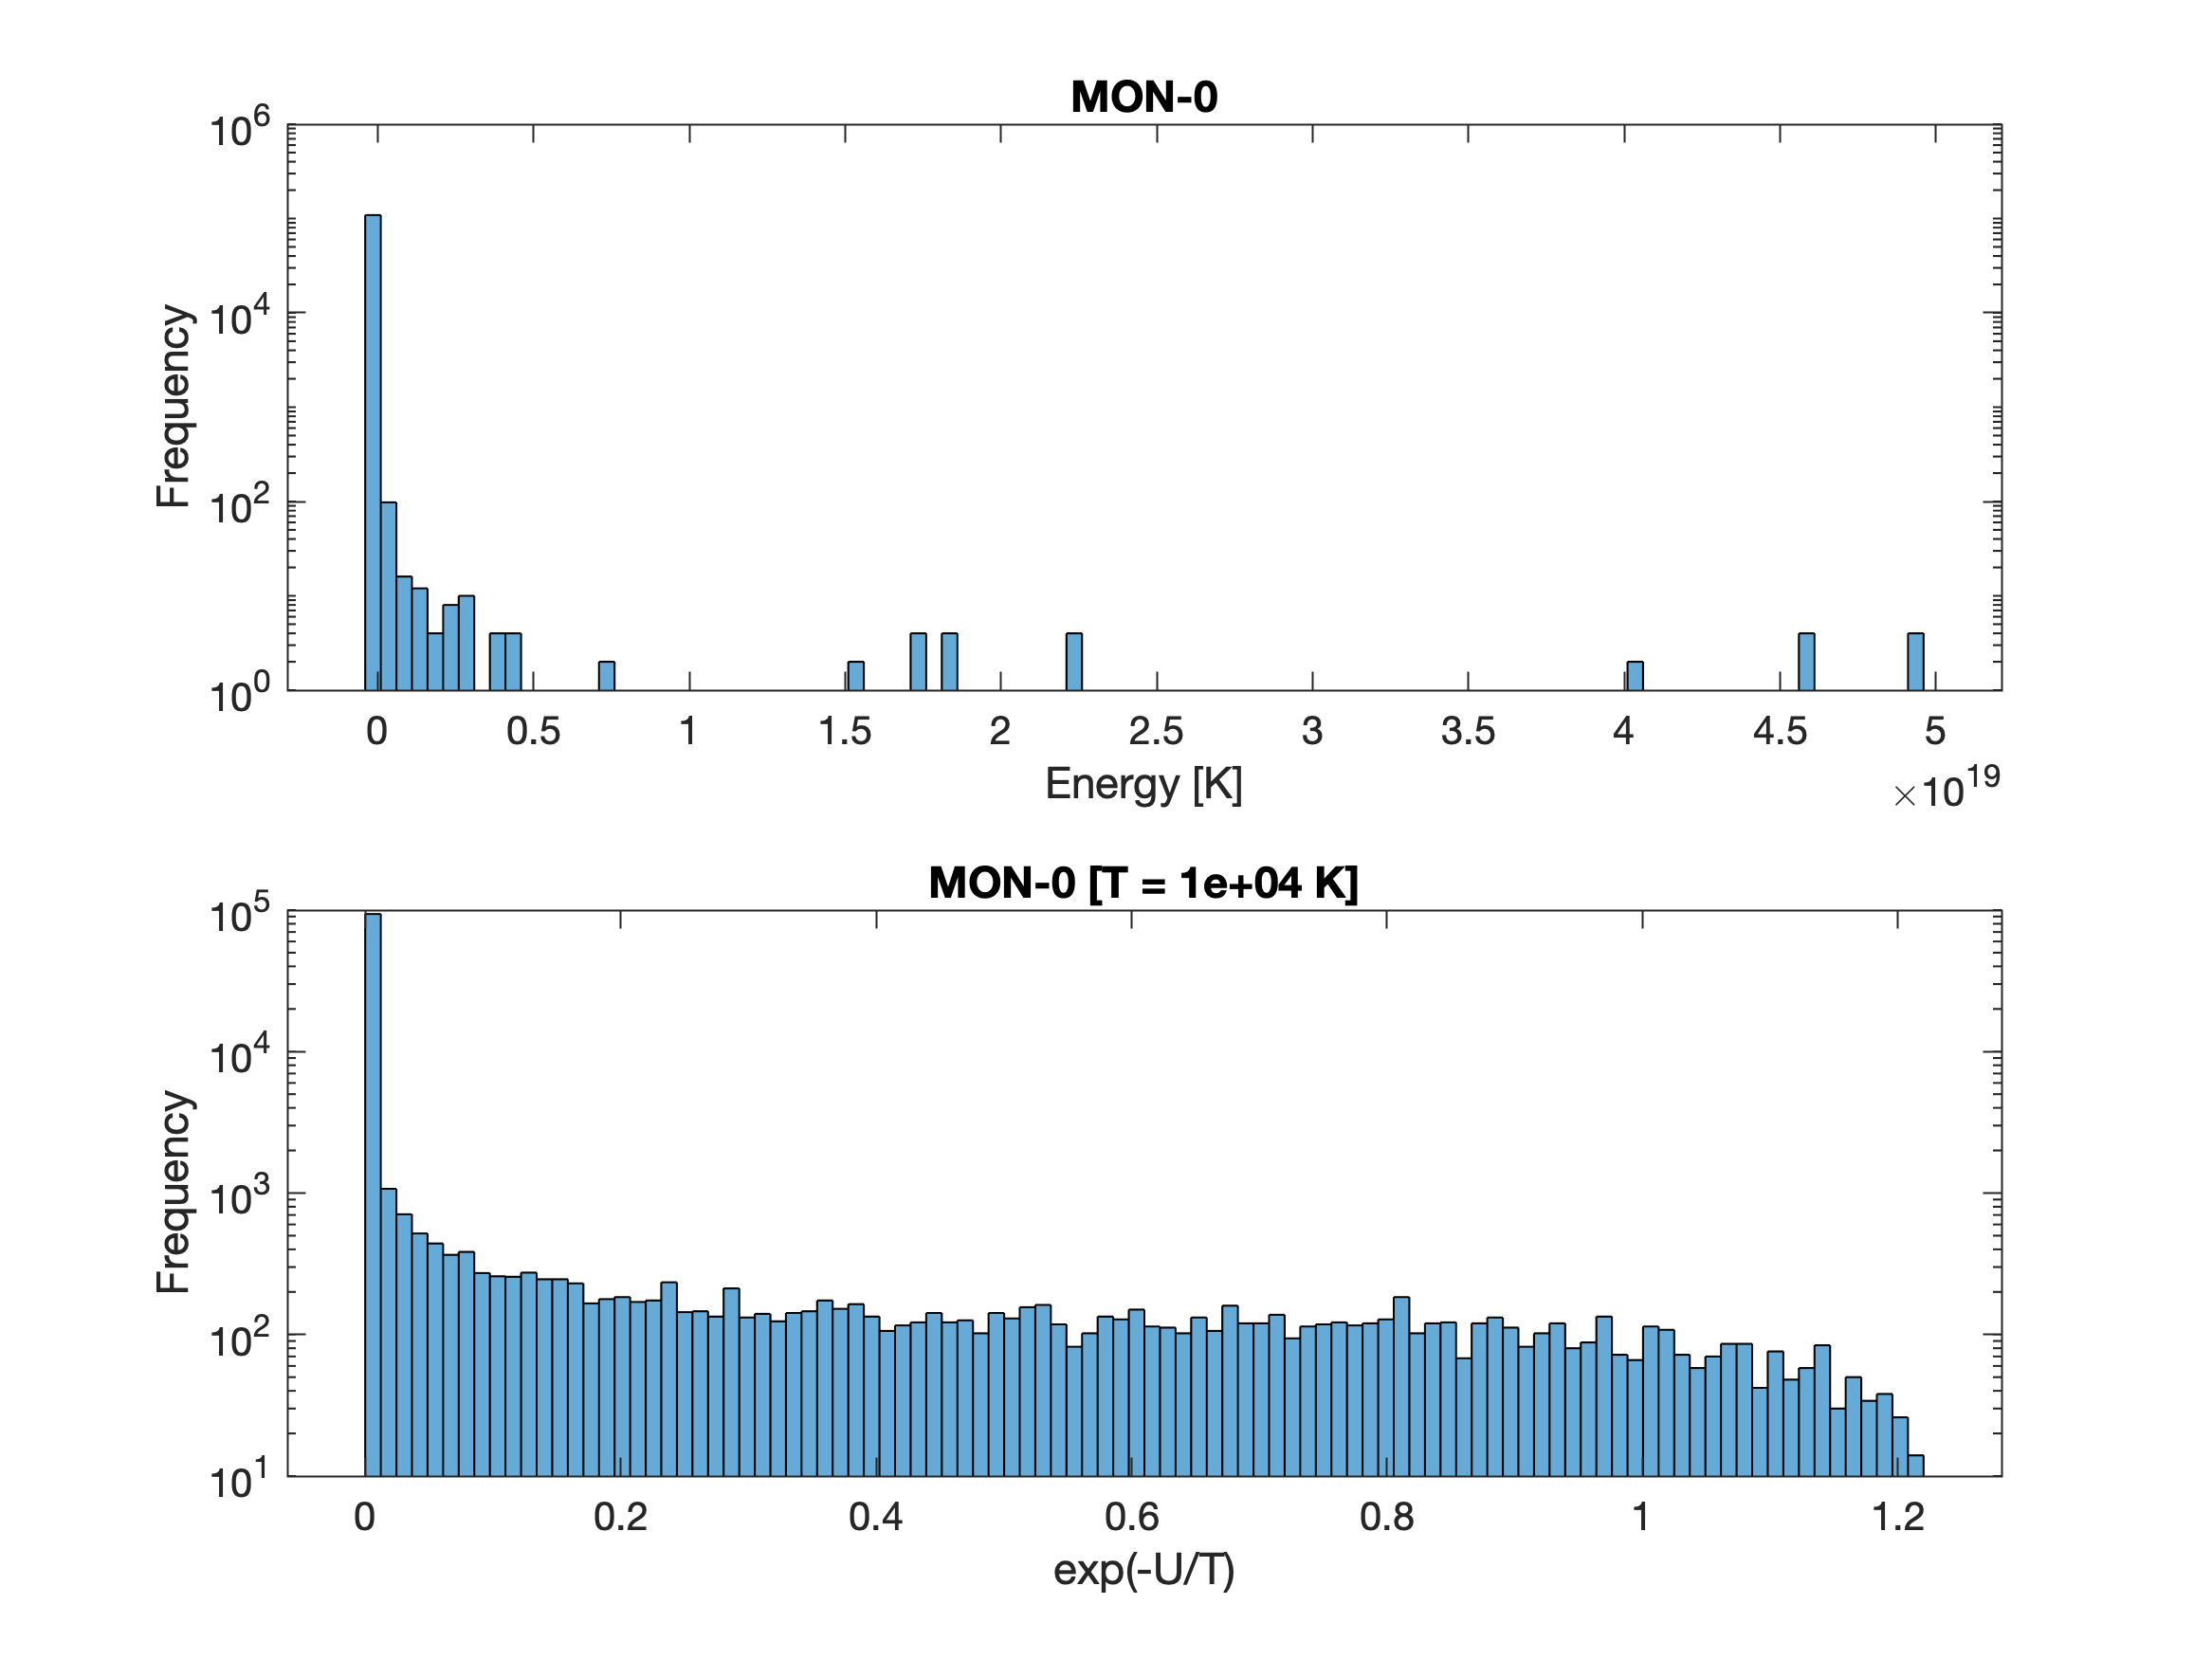 MON-0
10^6
10^4
10^2
10^0
Frequency
0 0.5 1 1.5 2 2.5 3 3.5 4 4.5 5
Energy [K]
×10^19
MON-0 [T = 1e+04 K]
10^5
10^4
10^3
10^2
10^1
Frequency
0 0.2 0.4 0.6 0.8 1 1.2
exp(-U/T)